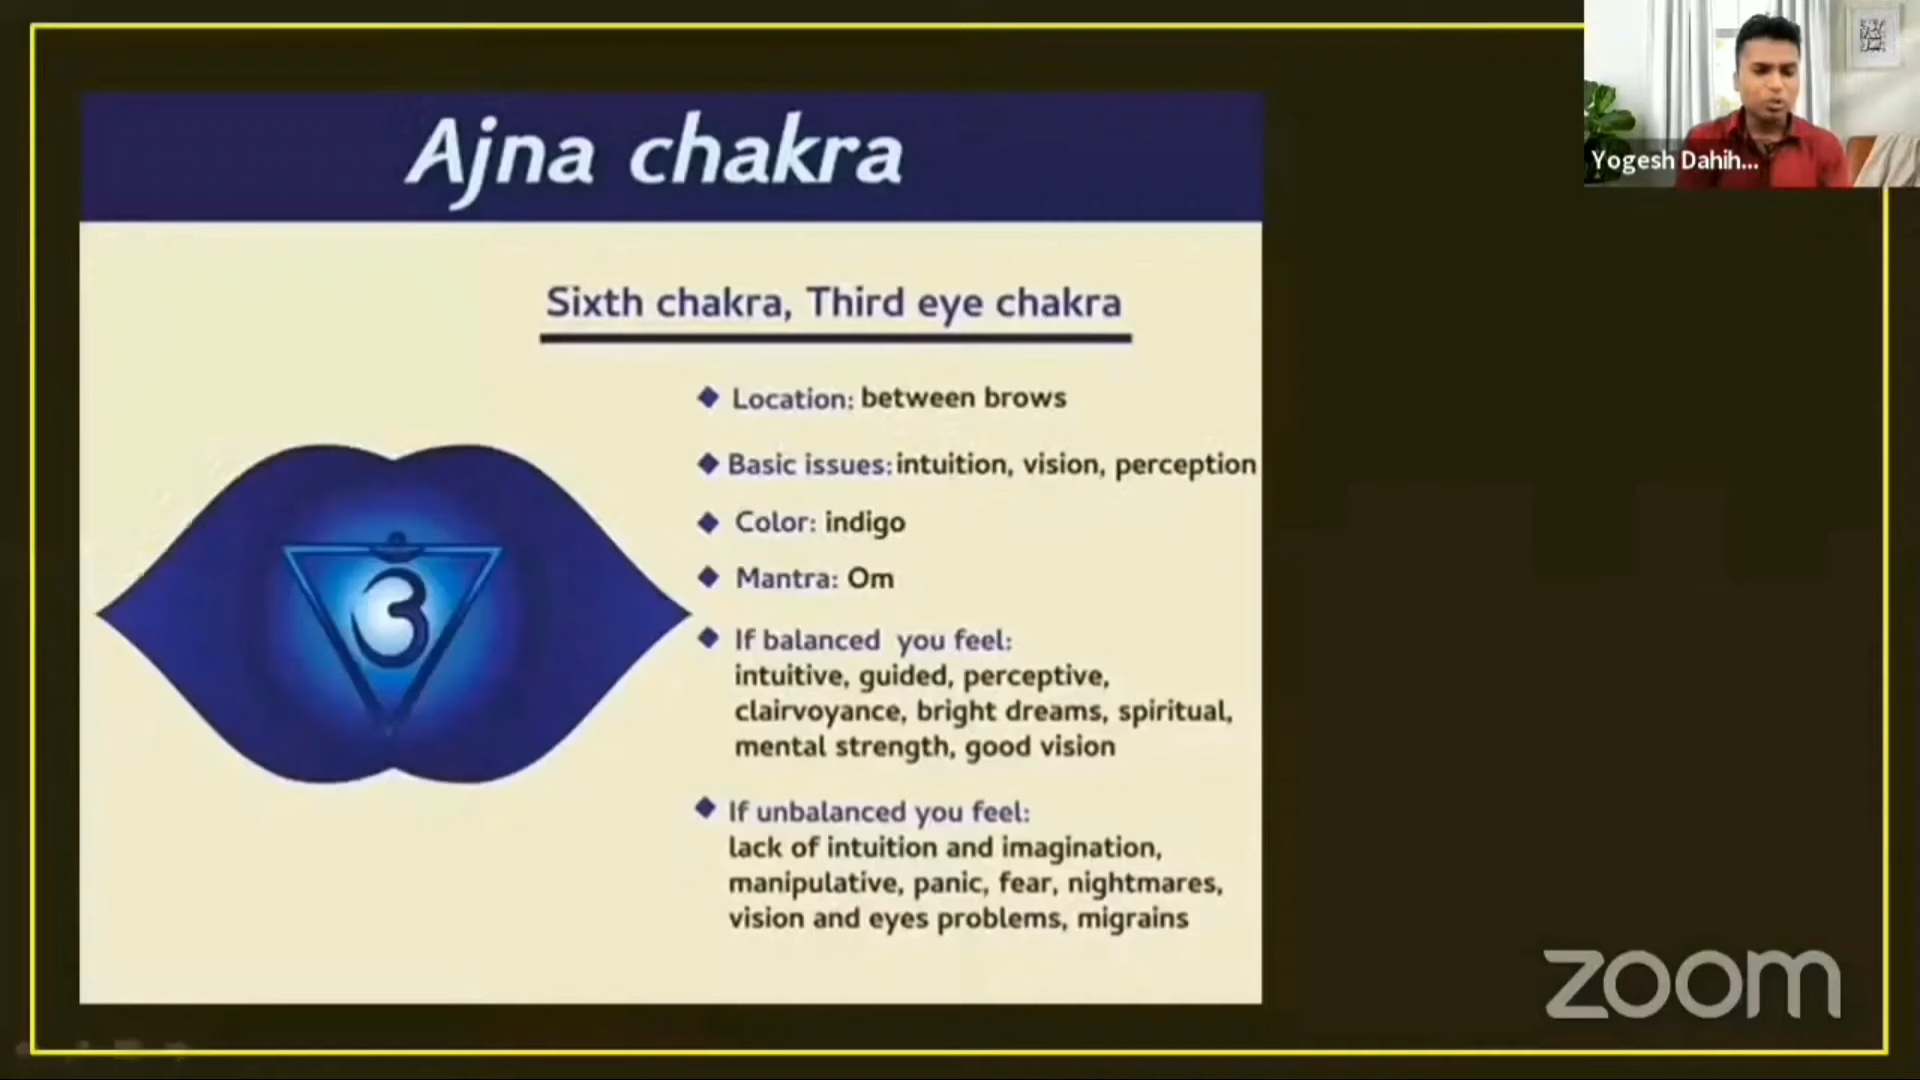 Ajna chakra
Yogesh Dahih...
Sixth chakra, Third eye chakra
Location: between brows
Basic issues: intuition, vision, perception
Color: indigo
Mantra: Om
If balanced you feel:
intuitive, guided, perceptive,
clairvoyance, bright dreams, spiritual,
mental strength, good vision
If unbalanced you feel:
lack of intuition and imagination,
manipulative, panic, fear, nightmares,
vision and eyes problems, migrains
zoom